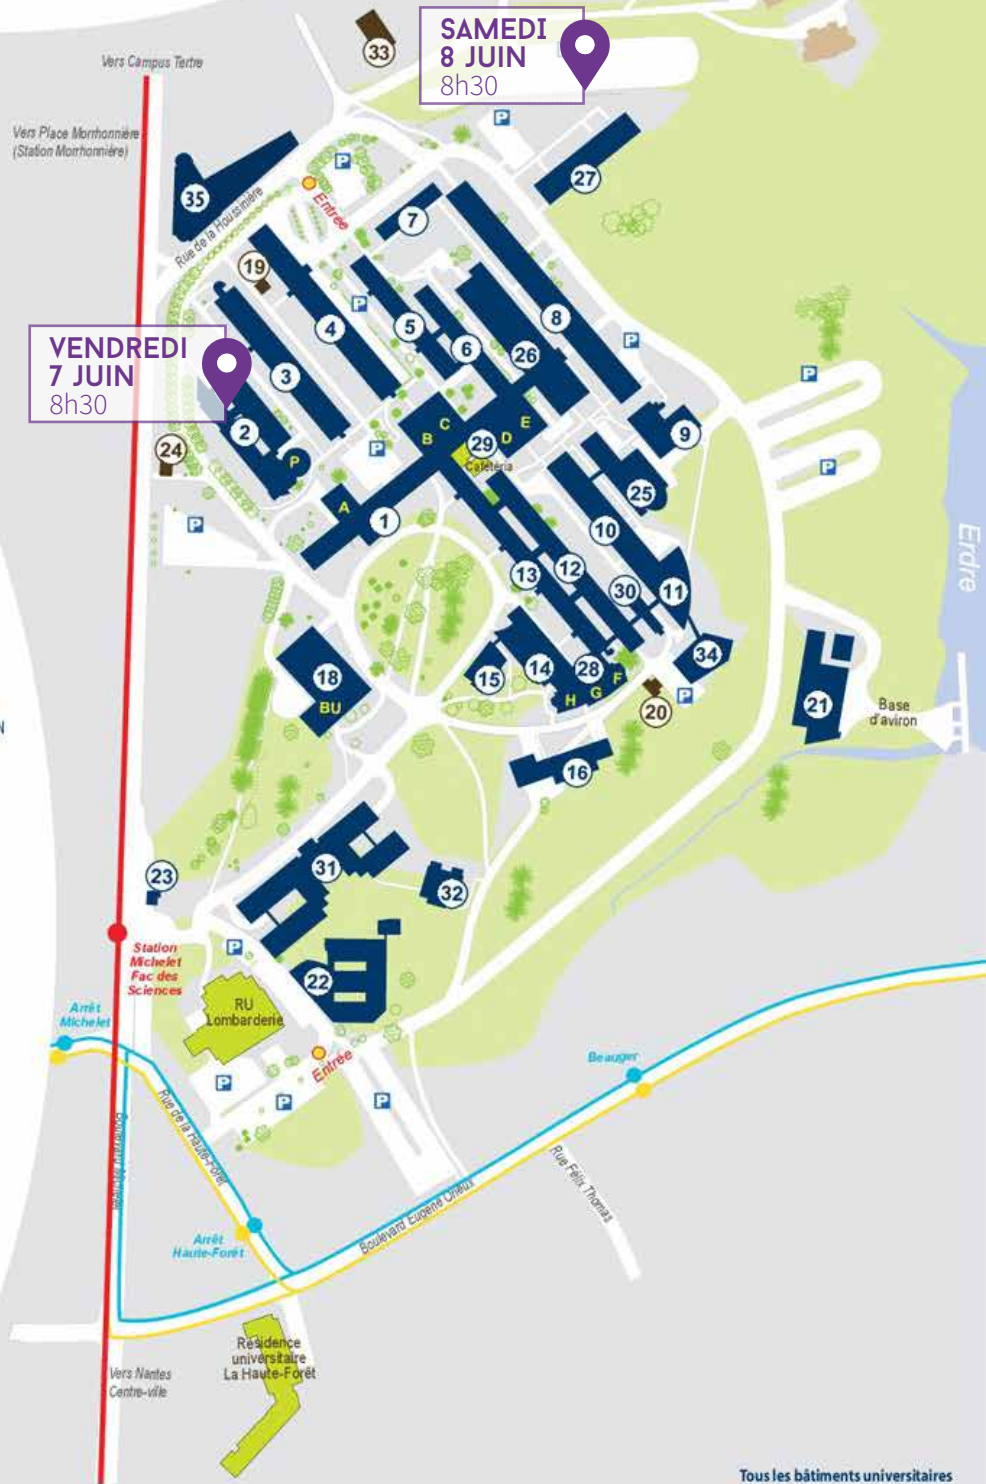 33
SAMEDI
8 JUIN
8h30
Vers Campus Tertre
P
Vers Place Morrhonnière
(Station Morrhonnière)
P
35
27
Entrée
7
Rue de la Houssinière
19
P
4
5
8
6
26
P
VENDREDI
7 JUIN
8h30
3
P
2
C
B
E
D
29
9
P
24
P
Cafétéria
P
A
25
P
1
10
Erdre
13
12
30
11
34
18
BU
15
14
28
F
G
H
20
P
21
Base
d'aviron
N
16
31
23
32
Station
Michelet
Fac des
Sciences
P
22
RU
Lombarderie
Arrêt
Michelet
Entrée
Beauger
P
P
P
Rue de la Haute-Forêt
Rue Félix Thomas
Boulevard Eugène Orieux
Arrêt
Haute-Forêt
Résidence
universitaire
La Haute-Forêt
Vers Nantes
Centre-ville
Tous les bâtiments universitaires